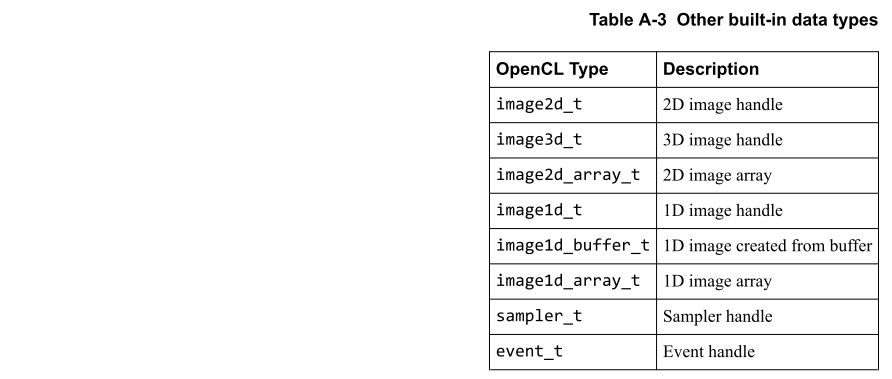 Table A-3 Other built-in data types
OpenCL Type Description
image2d_t 2D image handle
image3d_t 3D image handle
image2d_array_t 2D image array
image1d_t 1D image handle
image1d_buffer_t 1D image created from buffer
image1d_array_t 1D image array
sampler_t Sampler handle
event_t Event handle